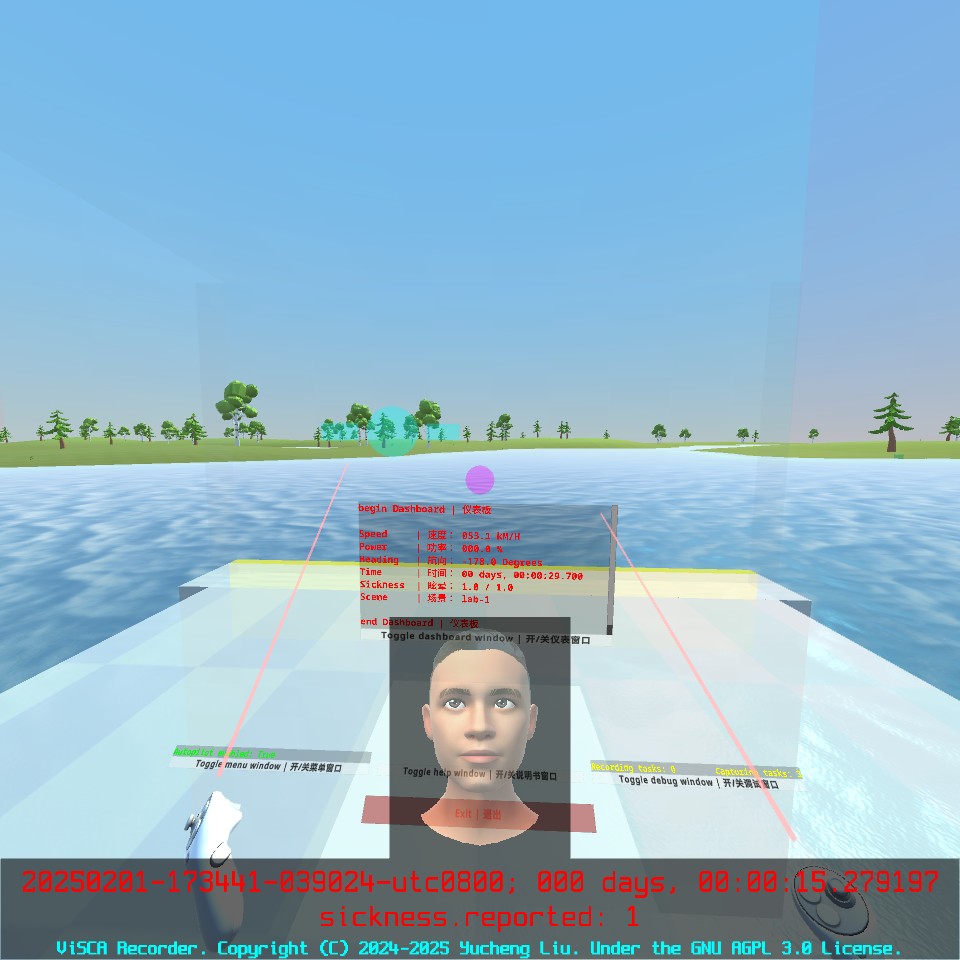 begin Dashboard | 仪表板
Speed | 速度: 053.1 kM/H
Power | 功率: 000.0 %
Heading | 航向: -178.0 Degrees
Time | 时间: 00 days, 00:00:29.700
Sickness | 眩晕: 1.0 / 1.0
Scene | 场景: lab-1
end Dashboard | 仪表板
Toggle dashboard window | 开/关仪表窗口
Autopilot enabled: True
Toggle menu window | 开/关菜单窗口
Toggle help window | 开/关说明书窗口
Recording tasks: 0 Capturing tasks: 3
Toggle debug window | 开/关调试窗口
Exit | 退出
20250201-173441-039024-utc0800; 000 days, 00:00:15.279197
sickness.reported: 1
ViSCA Recorder. Copyright (C) 2024-2025 Yucheng Liu. Under the GNU AGPL 3.0 License.